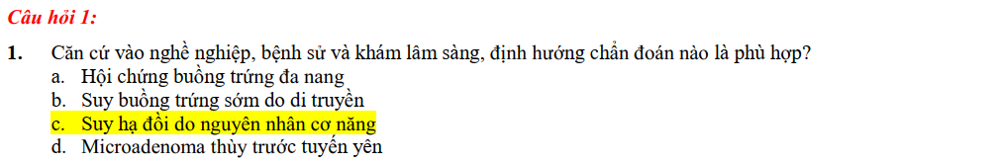 Câu hỏi 1:
1. Căn cứ vào nghề nghiệp, bệnh sử và khám lâm sàng, định hướng chẩn đoán nào là phù hợp?
a. Hội chứng buồng trứng đa nang
b. Suy buồng trứng sớm do di truyền
c. Suy hạ đồi do nguyên nhân cơ năng
d. Microadenoma thùy trước tuyến yên